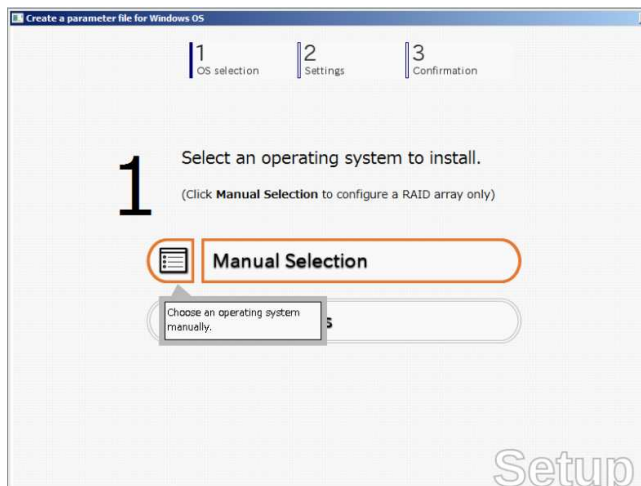 Create a parameter file for Windows OS
1
OS selection
2
Settings
3
Confirmation
1
Select an operating system to install.
(Click Manual Selection to configure a RAID array only)
Manual Selection
Choose an operating system
manually.
s
Setup